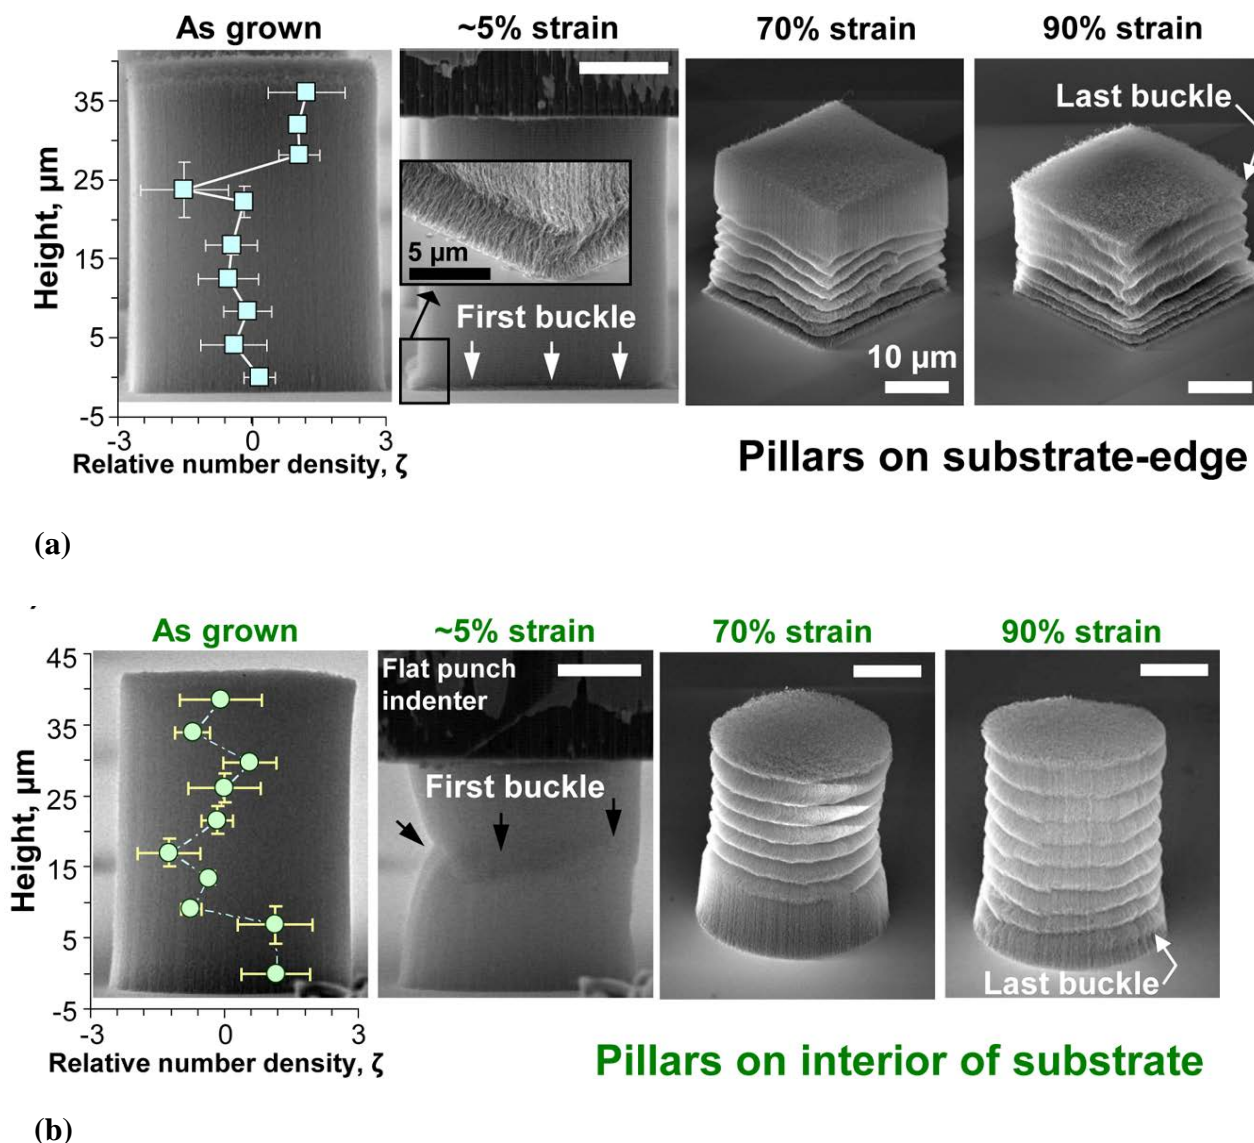 As grown
~5% strain
70% strain
90% strain
35
25
15
5
-5
Height, µm
-3
0
3
Relative number density, ζ
5 µm
First buckle
10 µm
Last buckle
Pillars on substrate-edge
(a)
As grown
~5% strain
70% strain
90% strain
45
35
25
15
5
-5
Height, µm
-3
0
3
Relative number density, ζ
Flat punch
indenter
First buckle
Last buckle
Pillars on interior of substrate
(b)